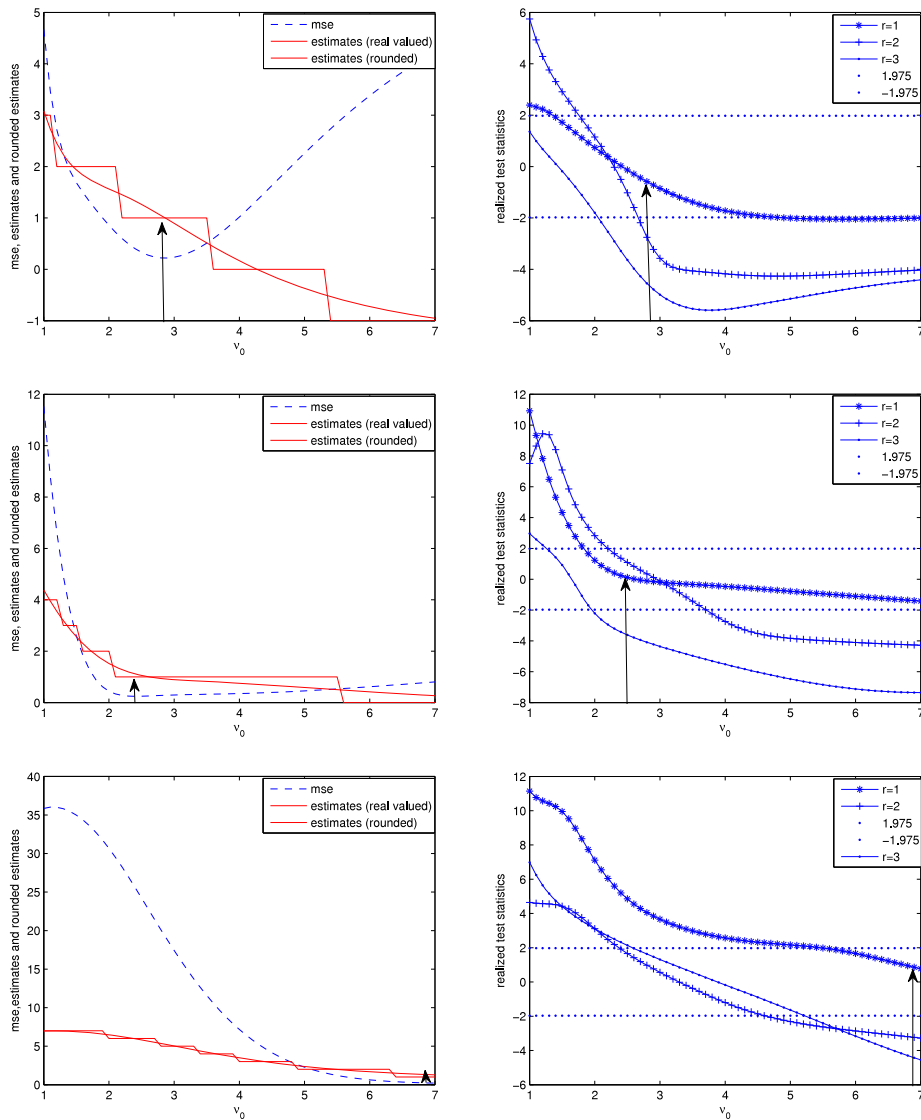 5
4
3
2
1
0
−1
1 2 3 4 5 6 7
ν0
mse, estimates and rounded estimates
mse
estimates (real valued)
estimates (rounded)
6
4
2
0
−2
−4
−6
1 2 3 4 5 6 7
ν0
realized test statistics
r=1
r=2
r=3
1.975
−1.975
12
10
8
6
4
2
0
1 2 3 4 5 6 7
ν0
mse, estimates and rounded estimates
mse
estimates (real valued)
estimates (rounded)
12
10
8
6
4
2
0
−2
−4
−6
−8
1 2 3 4 5 6 7
ν0
realized test statistics
r=1
r=2
r=3
1.975
−1.975
40
35
30
25
20
15
10
5
0
1 2 3 4 5 6 7
ν0
mse,estimates and rounded estimates
mse
estimates (real valued)
estimates (rounded)
12
10
8
6
4
2
0
−2
−4
−6
1 2 3 4 5 6 7
ν0
realized test statistics
r=1
r=2
1.975
−1.975
r=3